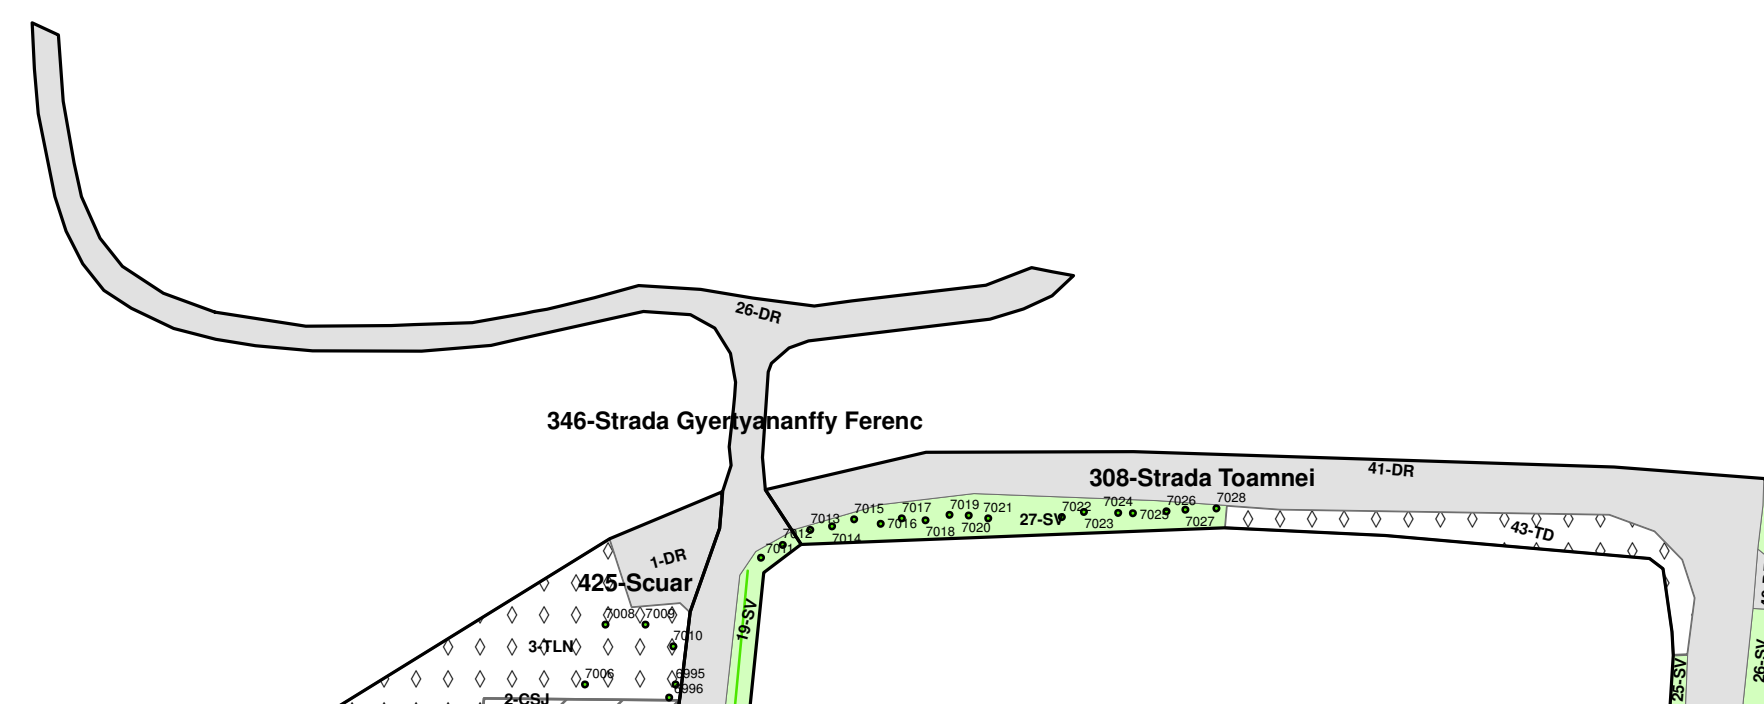 26-DR
346-Strada Gyertyananffy Ferenc
308-Strada Toamnei
41-DR
7028
7026
7024
7022
7019
7021
7017
7015
7013
27-SV
7025
7027
7023
7016
7020
7018
7014
7012
7011
43-TD
1-DR
425-Scuar
7008
7009
19-SV
7010
3-TLN
7006
6995
6996
2-CSJ
25-SV
26-SV